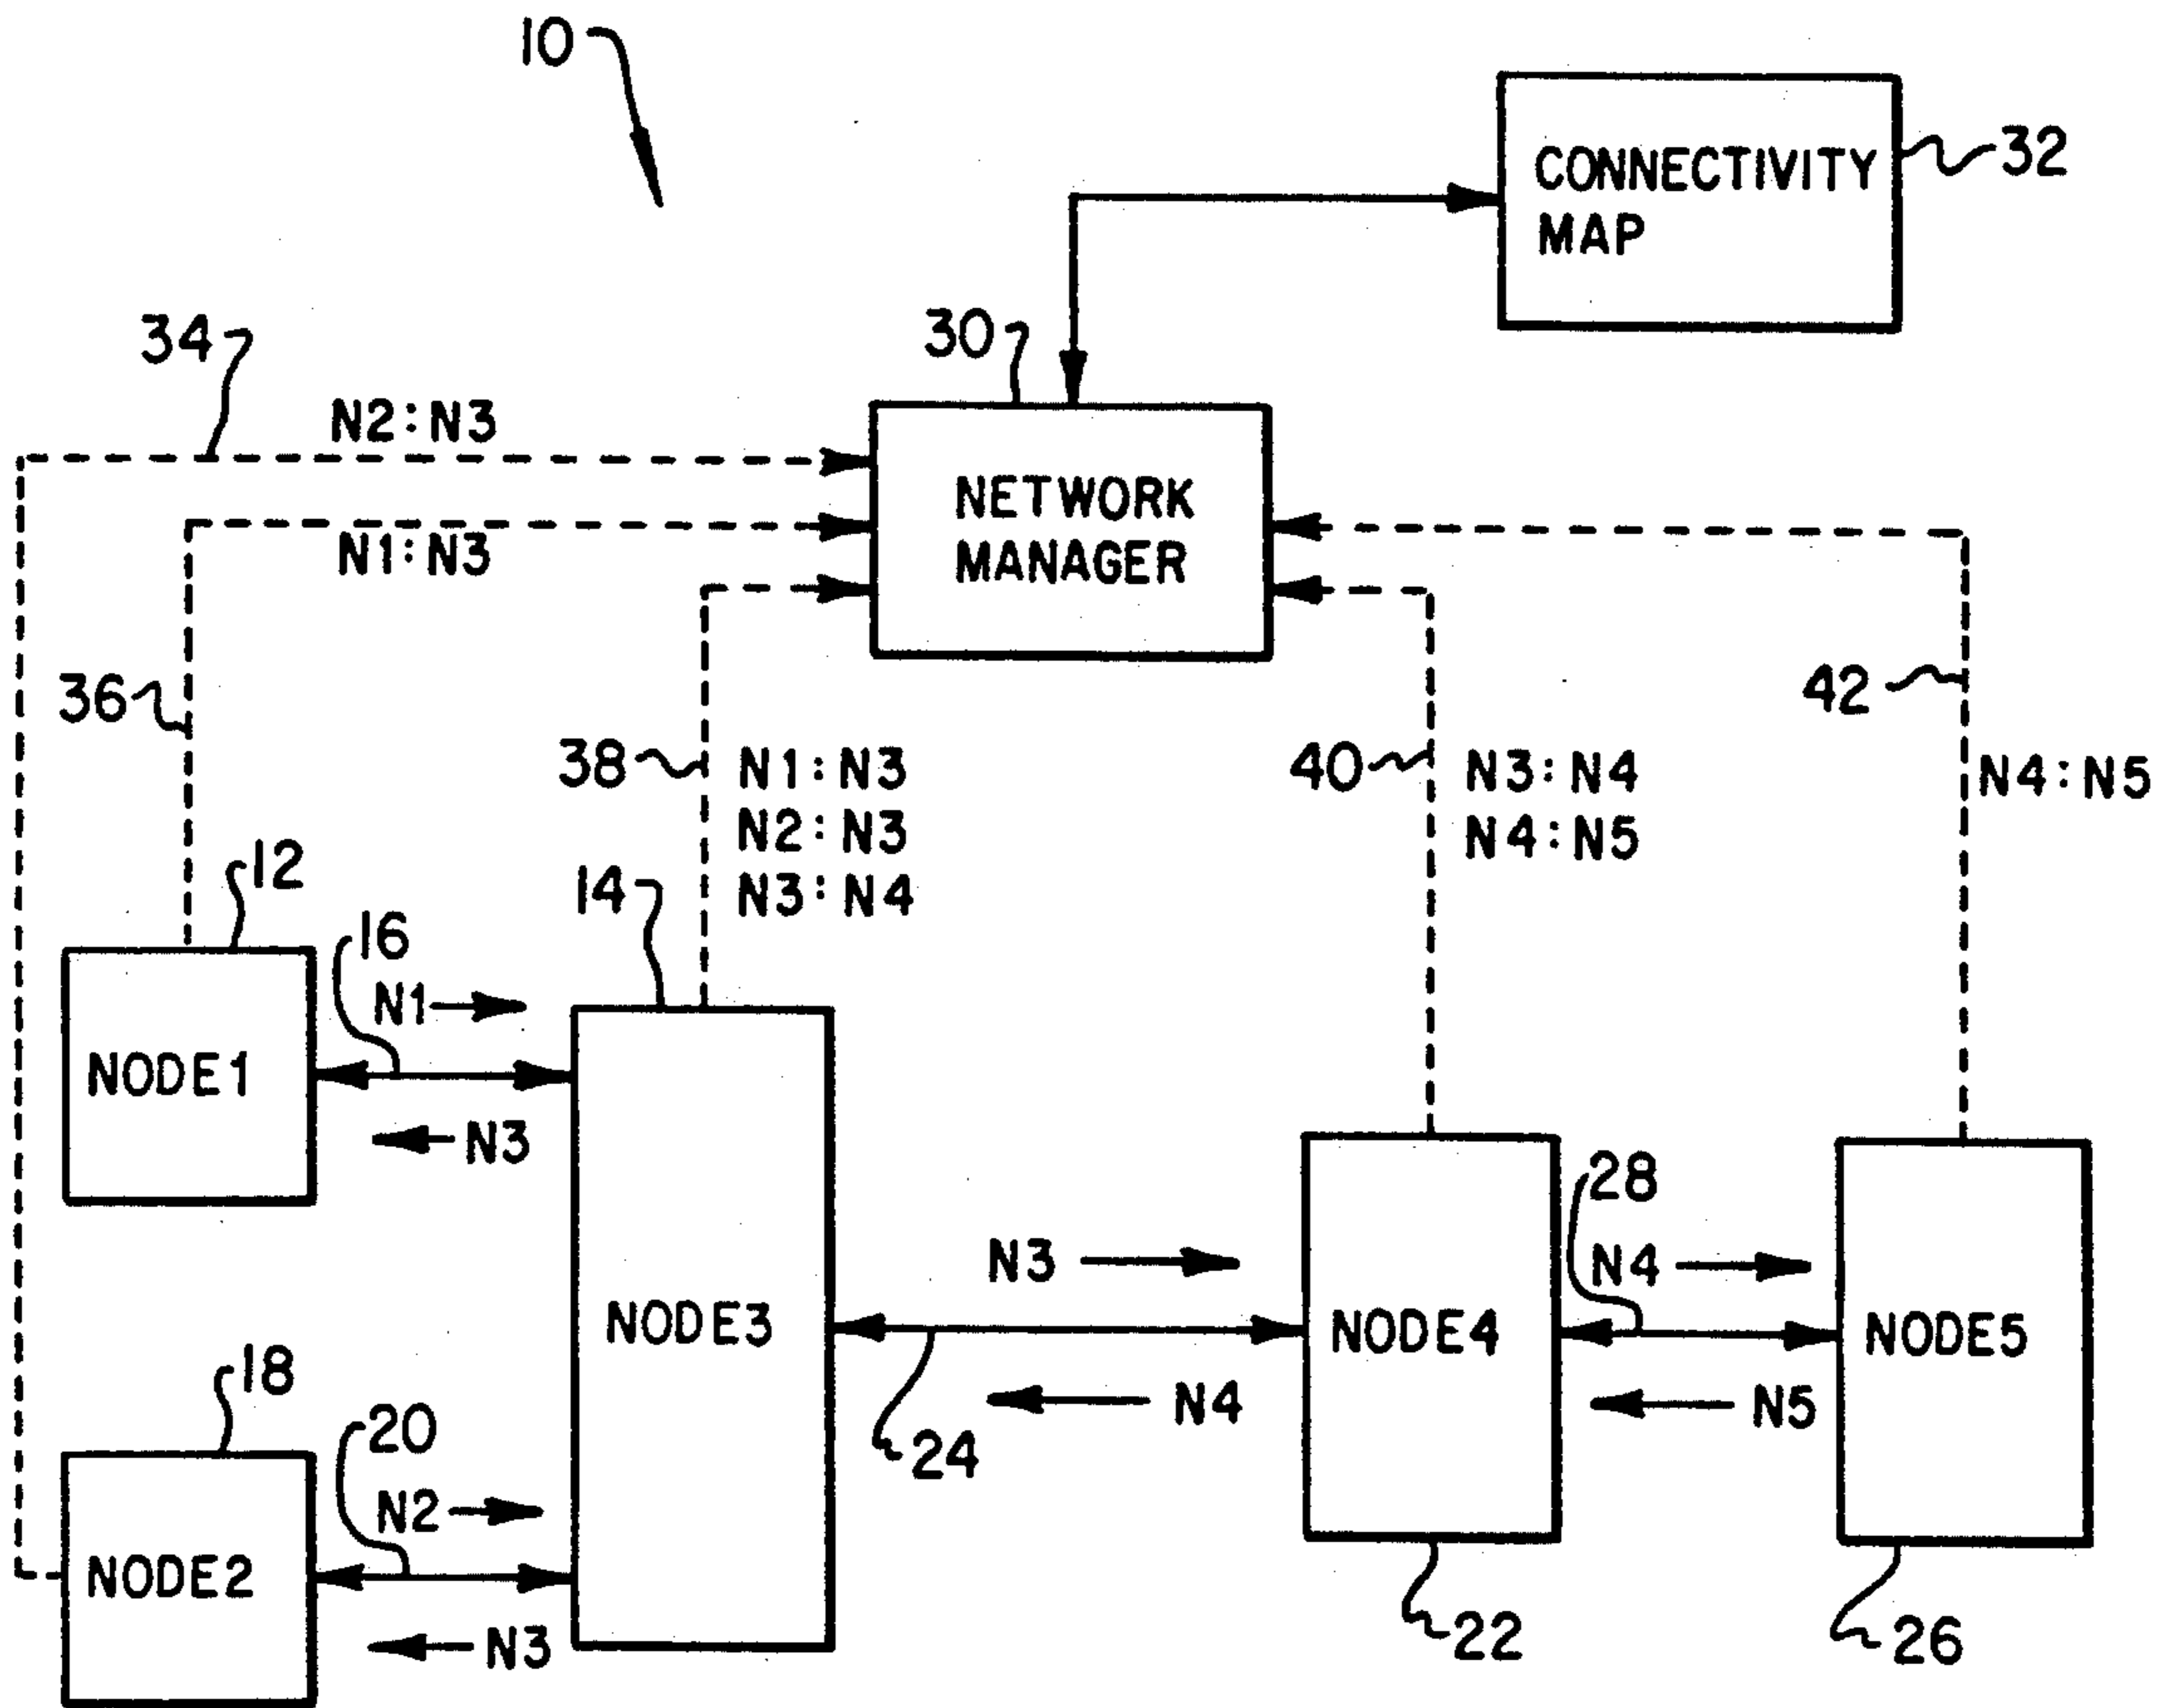 10
CONNECTIVITY
MAP
32
34
N2:N3
30
NETWORK
MANAGER
N1:N3
36
38
N1:N3
N2:N3
N3:N4
40
N3:N4
N4:N5
42
N4:N5
12
14
16
N1
NODE1
N3
28
N3
N4
NODE3
NODE4
NODE5
N4
N5
24
18
20
N2
NODE2
N3
22
26